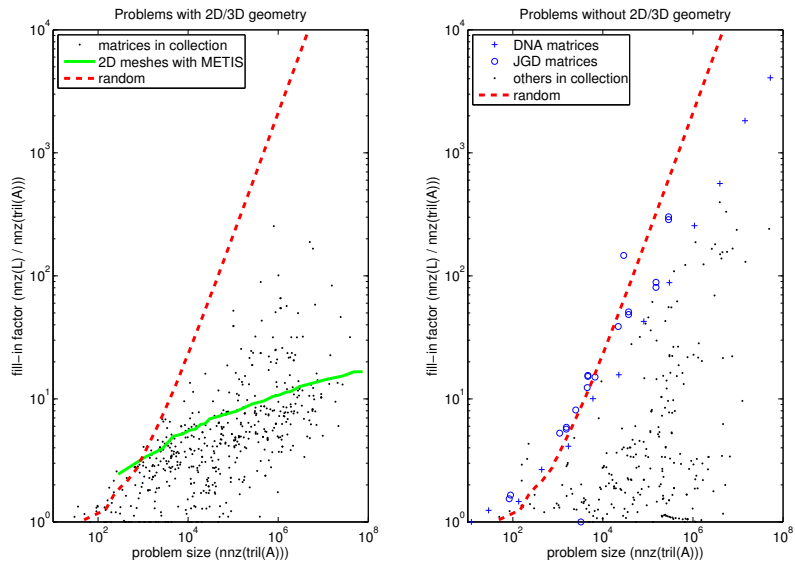 Problems with 2D/3D geometry
10^4
10^3
10^2
10^1
10^0
fill−in factor (nnz(L) / nnz(tril(A)))
matrices in collection
2D meshes with METIS
random
10^2
10^4
10^6
10^8
problem size (nnz(tril(A)))
Problems without 2D/3D geometry
10^4
10^3
10^2
10^1
10^0
fill−in factor (nnz(L) / nnz(tril(A)))
DNA matrices
JGD matrices
others in collection
random
10^2
10^4
10^6
10^8
problem size (nnz(tril(A)))